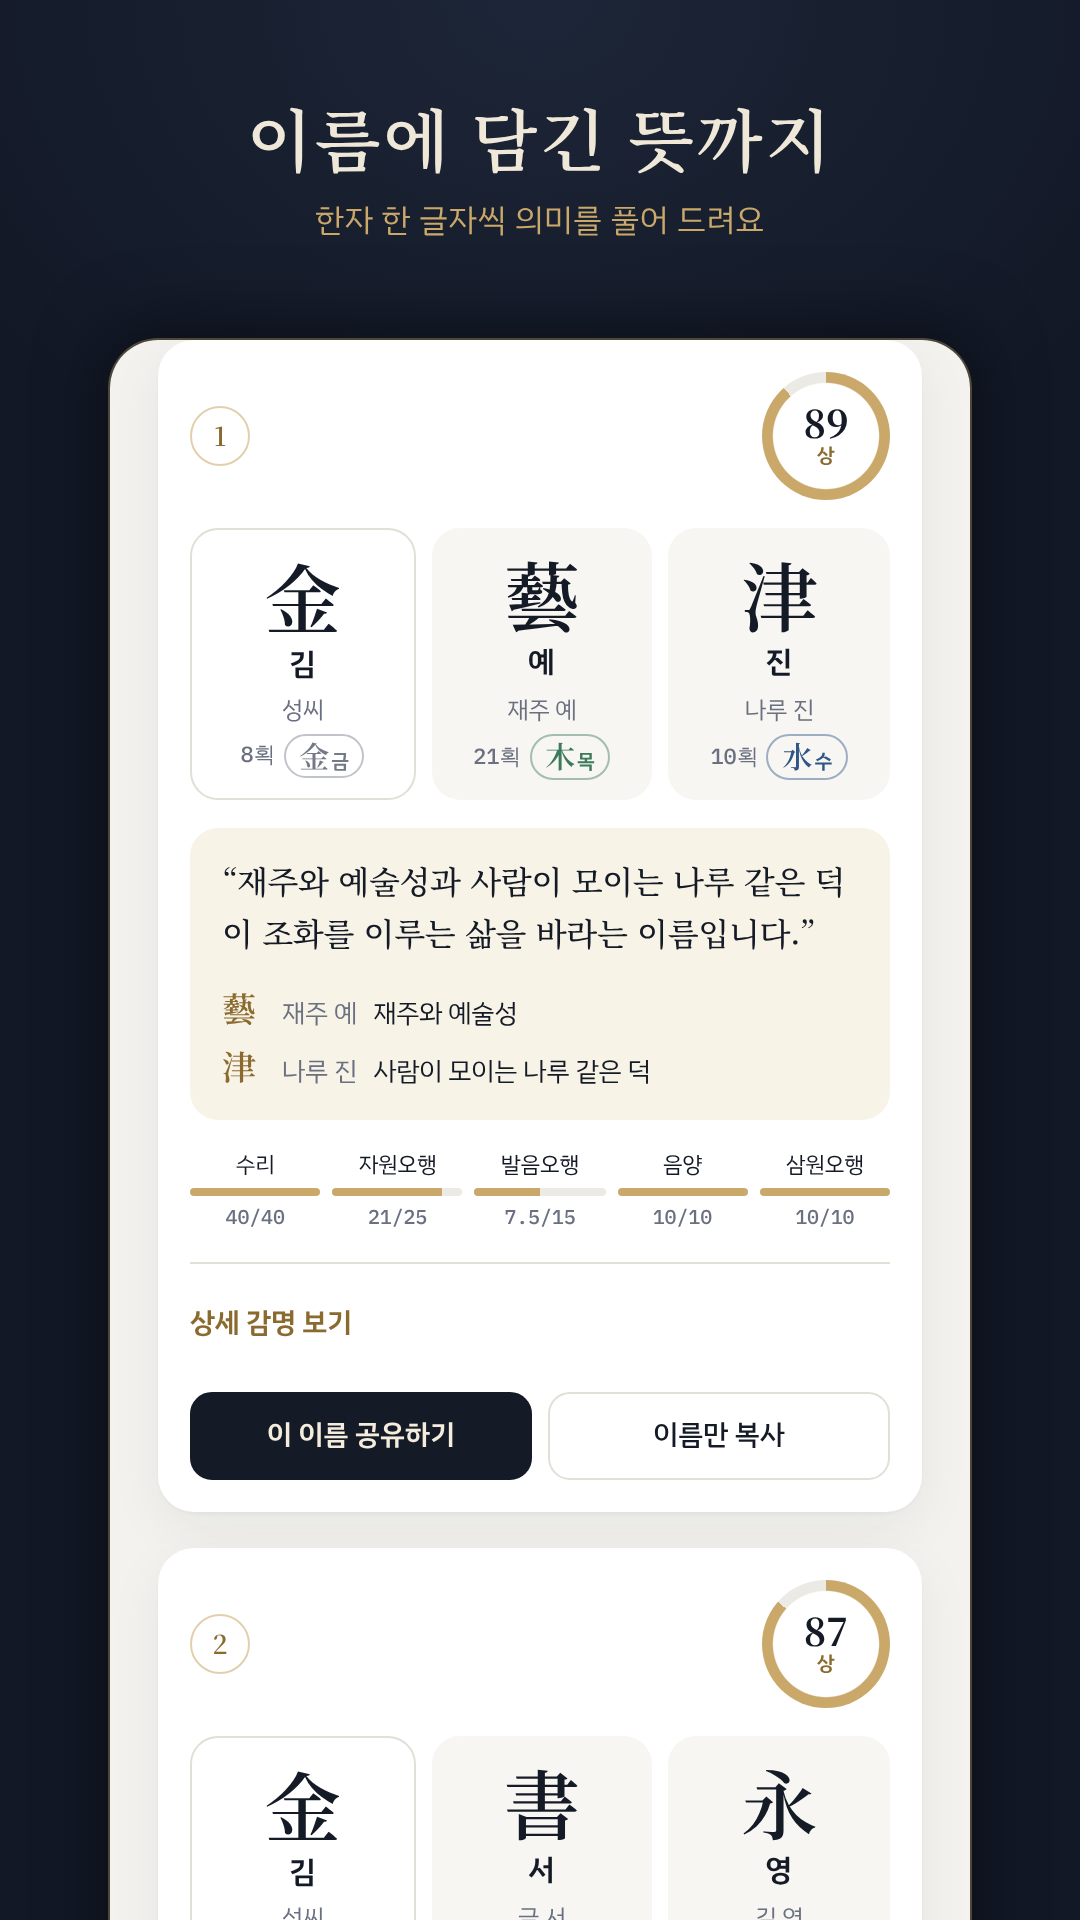 이름에 담긴 뜻까지
한자 한 글자씩 의미를 풀어 드려요
1
89
상
金 藝 津
김 예 진
성씨 재주 예 나루 진
8획 金금 21획 木목 10획 水수
“재주와 예술성과 사람이 모이는 나루 같은 덕
이 조화를 이루는 삶을 바라는 이름입니다.”
藝 재주 예 재주와 예술성
津 나루 진 사람이 모이는 나루 같은 덕
수리 자원오행 발음오행 음양 삼원오행
40/40 21/25 7.5/15 10/10 10/10
상세 감명 보기
이 이름 공유하기 이름만 복사
2
87
상
金 書 永
김 서 영
성씨 글 서 길 영